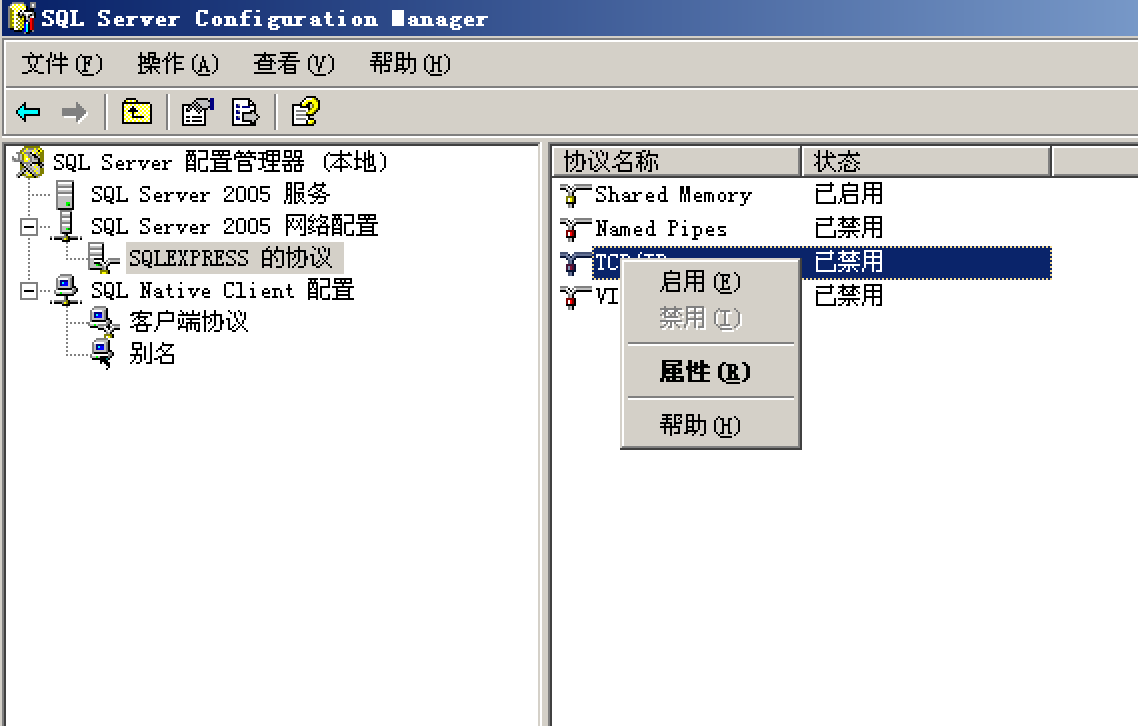 SQL Server Configuration Manager
文件(F) 操作(A) 查看(V) 帮助(H)
SQL Server 配置管理器 (本地)
SQL Server 2005 服务
SQL Server 2005 网络配置
SQLEXPRESS 的协议
SQL Native Client 配置
客户端协议
别名
协议名称 状态
Shared Memory 已启用
Named Pipes 已禁用
TCP/IP 已禁用
VI 已禁用
启用(E)
禁用(I)
属性(R)
帮助(H)